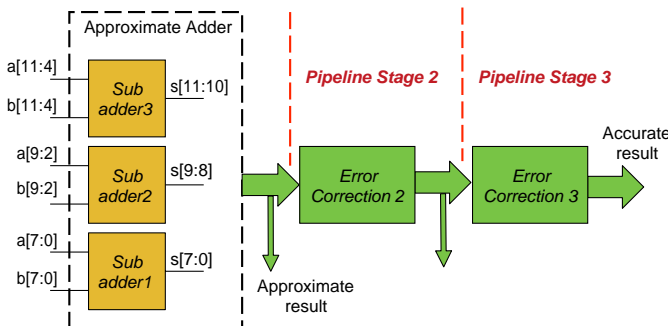 Approximate Adder
a[11:4]
b[11:4]
Sub
adder3
s[11:10]
a[9:2]
b[9:2]
Sub
adder2
s[9:8]
a[7:0]
b[7:0]
Sub
adder1
s[7:0]
Approximate
result
Pipeline Stage 2
Error
Correction 2
Pipeline Stage 3
Error
Correction 3
Accurate
result